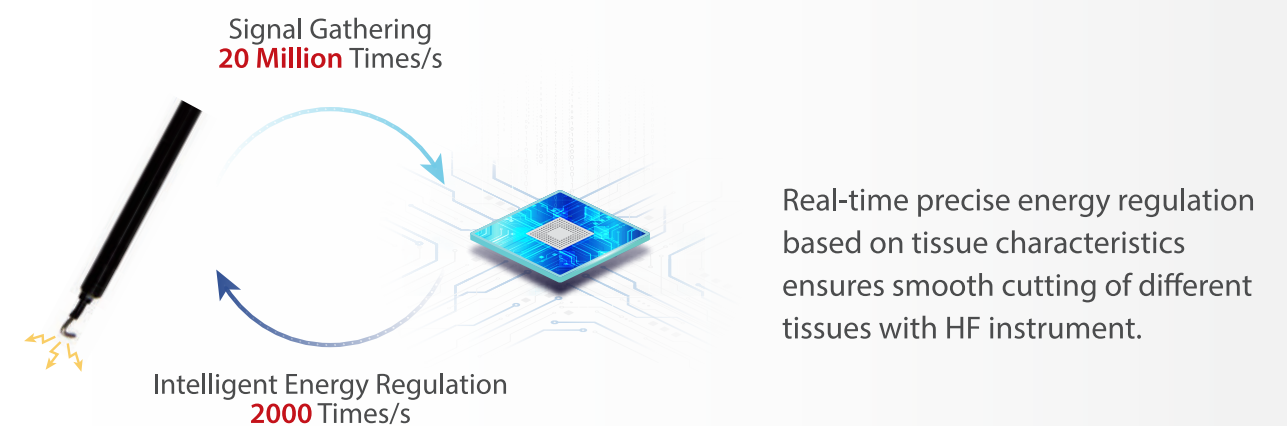 Signal Gathering
20 Million Times/s
Real-time precise energy regulation
based on tissue characteristics
ensures smooth cutting of different
tissues with HF instrument.
Intelligent Energy Regulation
2000 Times/s